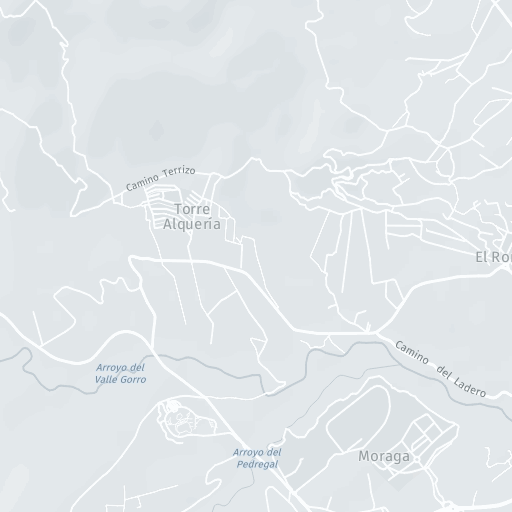 Camino Terrizo
Torre
Alquería
El Ro
Camino del Ladero
Arroyo del
Valle Gorro
Arroyo del
Pedregal
Moraga